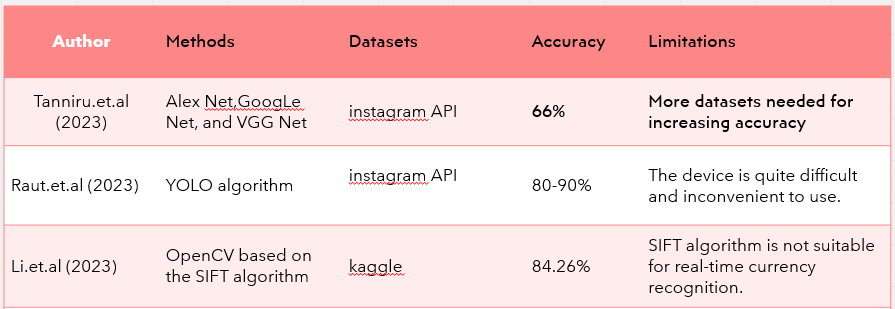 Author Methods Datasets Accuracy Limitations
Tanniru.et.al
(2023)
Alex Net,GoogLe
Net, and VGG Net
instagram API
66%
More datasets needed for
increasing accuracy
Raut.et.al (2023)
YOLO algorithm
instagram API
80-90%
The device is quite difficult
and inconvenient to use.
Li.et.al (2023)
OpenCV based on
the SIFT algorithm
kaggle
84.26%
SIFT algorithm is not suitable
for real-time currency
recognition.